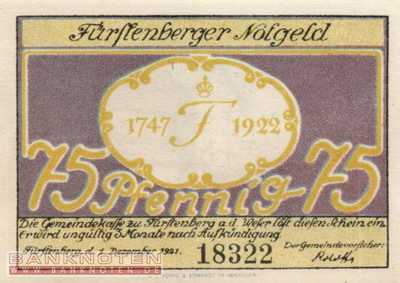 Fürstenberger Notgeld
1747 F 1922
75 Pfennig 75
Die Gemeindekasse zu Fürstenberg a.d. Weser löst diesen Schein ein.
Er wird ungültig 3 Monate nach Aufkündigung
Fürstenberg d. 1. Dezember 1921. 18322 Der Gemeindevorsteher:
BANKNOTEN
WWW.BANKNOTEN.DE